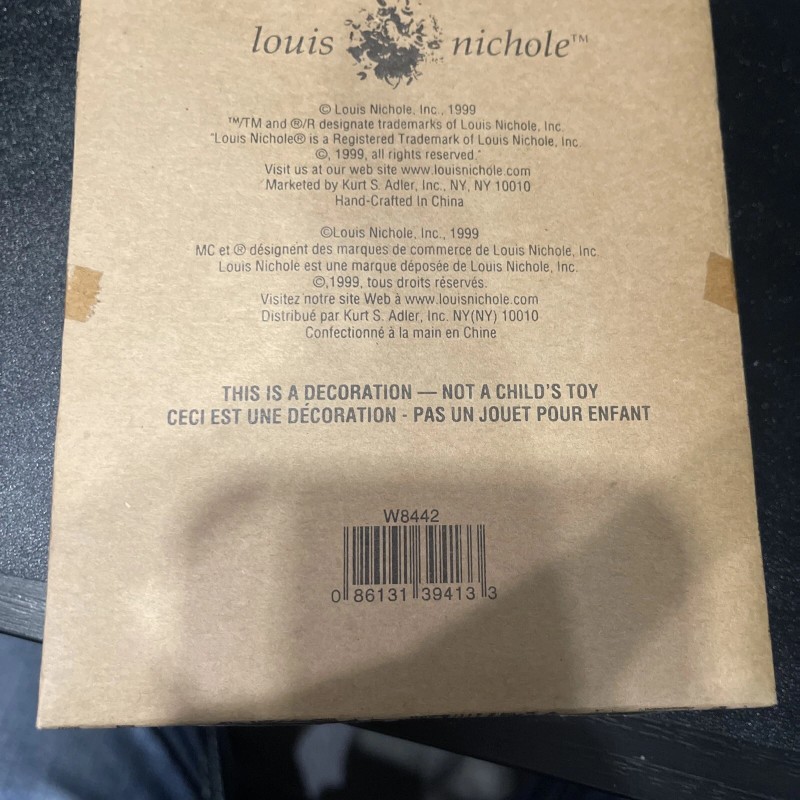 louis nichole™
© Louis Nichole, Inc., 1999
™/TM and ®/R designate trademarks of Louis Nichole, Inc.
"Louis Nichole® is a Registered Trademark of Louis Nichole, Inc
©, 1999, all rights reserved."
Visit us at our web site www.louisnichole.com
Marketed by Kurt S. Adler, Inc., NY, NY 10010
Hand-Crafted In China
©Louis Nichole, Inc., 1999
MC et ® désignent des marques de commerce de Louis Nichole, Inc.
Louis Nichole est une marque déposée de Louis Nichole, Inc.
©,1999, tous droits réservés.
Visitez notre site Web à www.louisnichole.com
Distribué par Kurt S. Adler, Inc. NY(NY) 10010
Confectionné à la main en Chine
THIS IS A DECORATION — NOT A CHILD'S TOY
CECI EST UNE DÉCORATION - PAS UN JOUET POUR ENFANT
W8442
0 86131 39413 3